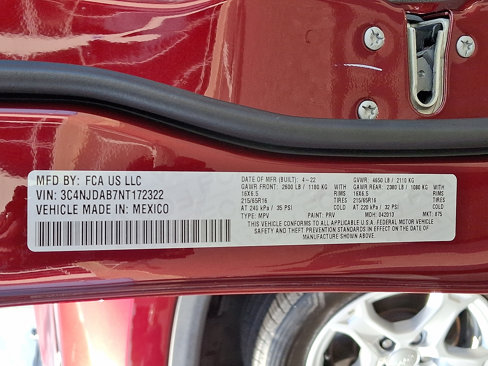 MFD BY: FCA US LLC
VIN: 3C4NJDAB7NT172322
VEHICLE MADE IN: MEXICO
DATE OF MFR (BUILT): 4-22 GVWR: 4650 LB / 2110 KG
GAWR FRONT: 2600 LB / 1180 KG WITH GAWR REAR: 2380 LB / 1080 KG WITH
16X6.5 RIMS 16X6.5 RIMS
215/65R16 TIRES 215/65R16 TIRES
AT 240 kPa / 35 PSI COLD AT 220 kPa / 32 PSI COLD
TYPE: MPV PAINT: PRV MDH: 042013 MKT: 875
THIS VEHICLE CONFORMS TO ALL APPLICABLE U.S.A. FEDERAL MOTOR VEHICLE
SAFETY AND THEFT PREVENTION STANDARDS IN EFFECT ON THE DATE OF
MANUFACTURE SHOWN ABOVE.